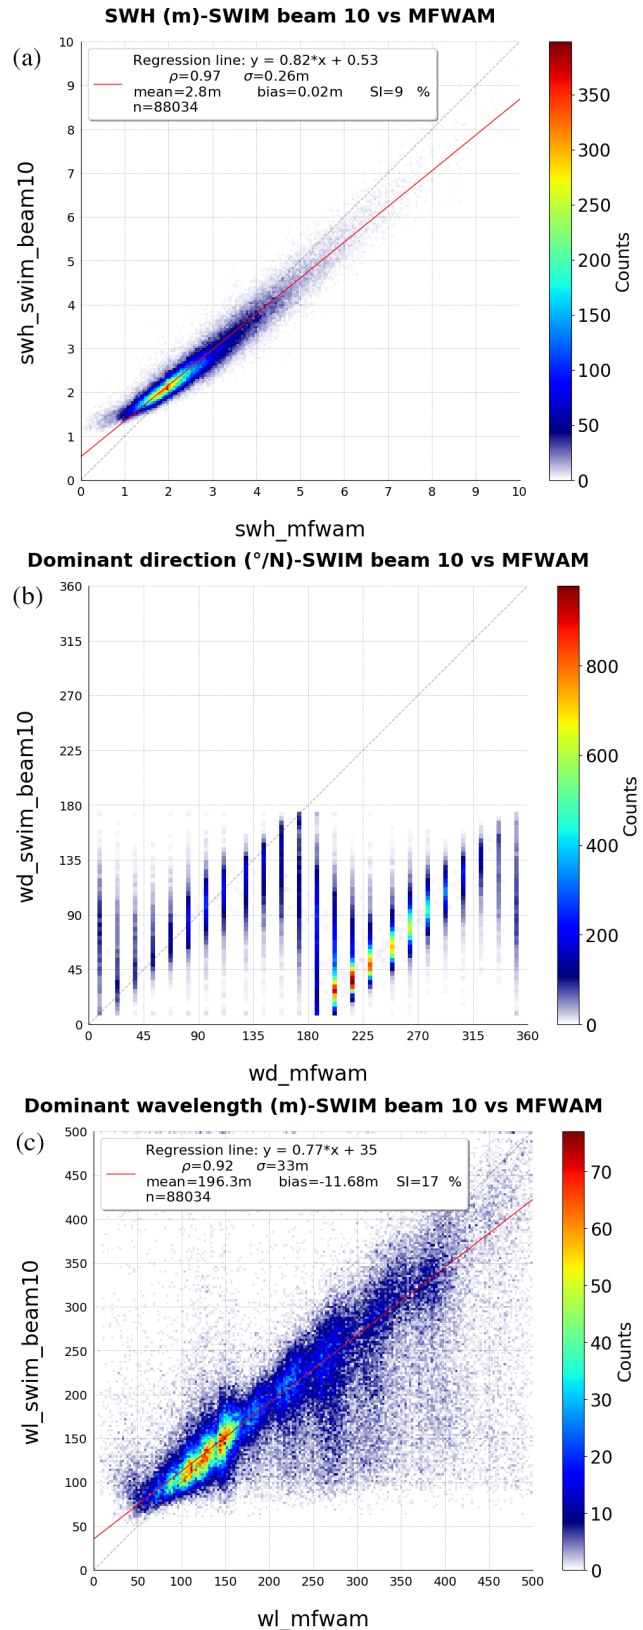 SWH (m)-SWIM beam 10 vs MFWAM
(a)
Regression line: y = 0.82*x + 0.53
ρ=0.97 σ=0.26m
mean=2.8m bias=0.02m SI=9 %
n=88034
10
9
8
7
6
5
4
3
2
1
0
swh_swim_beam10
0 1 2 3 4 5 6 7 8 9 10
swh_mfwam
350
300
250
200
150
100
50
0
Counts
Dominant direction (°/N)-SWIM beam 10 vs MFWAM
(b)
360
315
270
225
180
135
90
45
0
wd_swim_beam10
0 45 90 135 180 225 270 315 360
wd_mfwam
800
600
400
200
0
Counts
Dominant wavelength (m)-SWIM beam 10 vs MFWAM
(c)
Regression line: y = 0.77*x + 35
ρ=0.92 σ=33m
mean=196.3m bias=-11.68m SI=17 %
n=88034
500
450
400
350
300
250
200
150
100
50
0
wl_swim_beam10
0 50 100 150 200 250 300 350 400 450 500
wl_mfwam
70
60
50
40
30
20
10
0
Counts